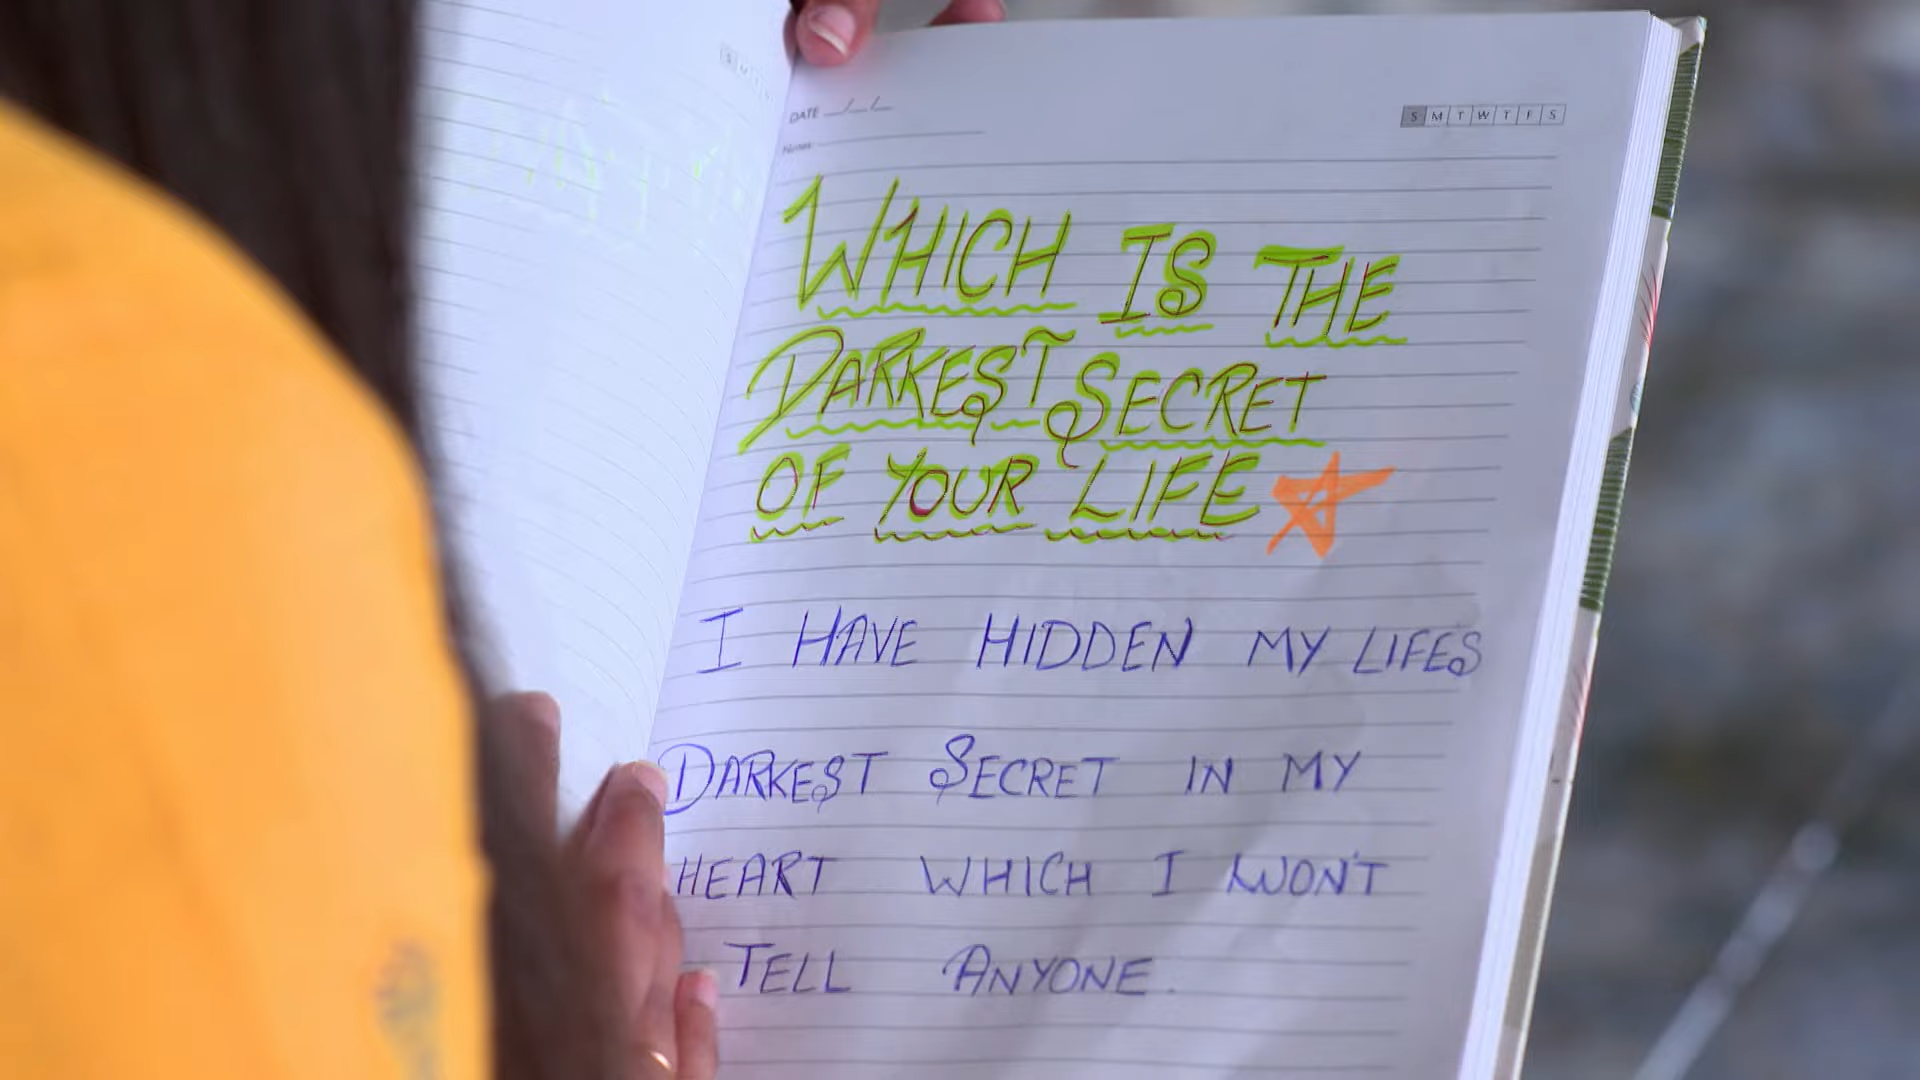 DATE
Notes:
S M T W T F S
WHICH IS THE
DARKEST SECRET
OF YOUR LIFE
I HAVE HIDDEN MY LIFES
DARKEST SECRET IN MY
HEART WHICH I WON'T
TELL ANYONE.